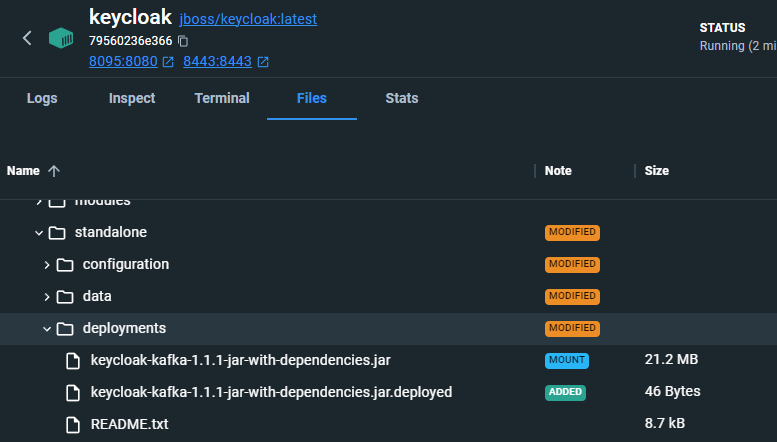 keycloak jboss/keycloak:latest
79560236e366
8095:8080 8443:8443
STATUS
Running (2 mi
Logs Inspect Terminal Files Stats
Name Note Size
modules
standalone MODIFIED
configuration MODIFIED
data MODIFIED
deployments MODIFIED
keycloak-kafka-1.1.1-jar-with-dependencies.jar MOUNT 21.2 MB
keycloak-kafka-1.1.1-jar-with-dependencies.jar.deployed ADDED 46 Bytes
README.txt 8.7 kB